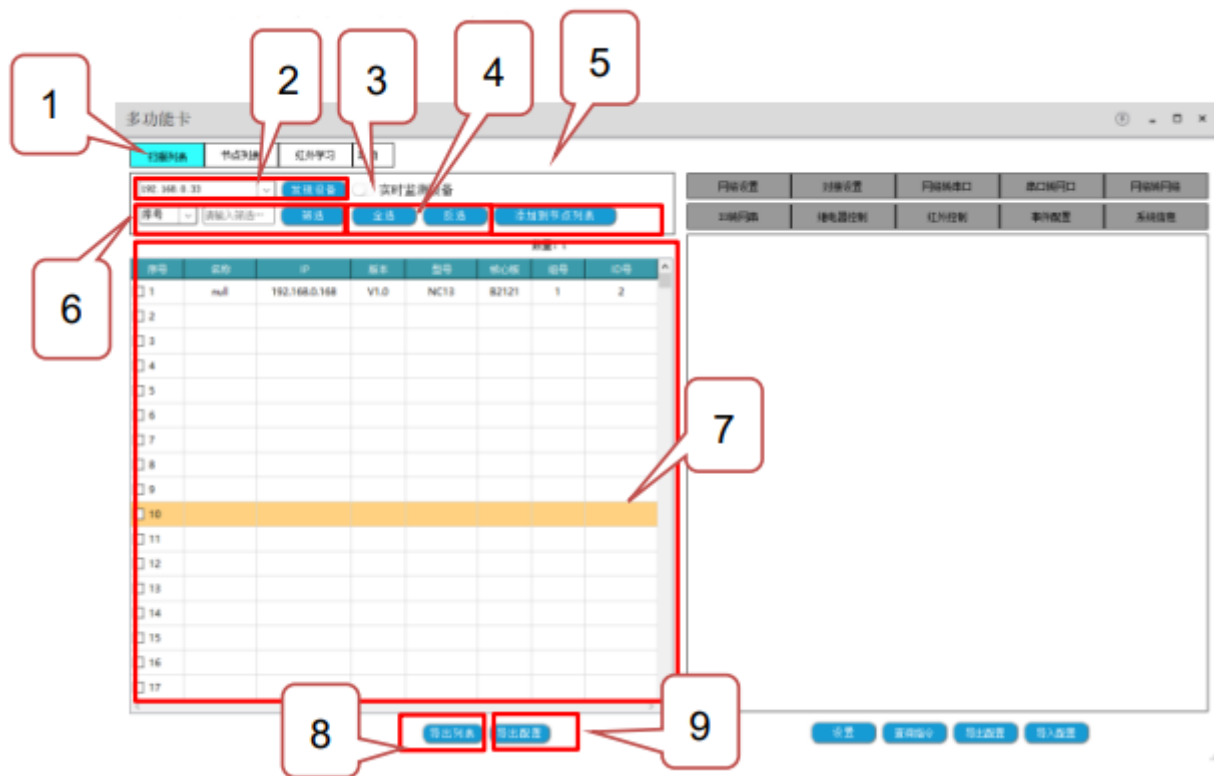 1
2
3
4
5
6
7
8
9
多功能卡
扫描列表 节点列表 红外学习
192.168.0.33 发现设备 实时监测设备
序号 请输入筛选… 筛选 全选 反选 添加到节点列表
数量: 1
序号 名称 IP 版本 型号 核心板 组号 ID号
1 null 192.168.0.168 V1.0 NC13 B2121 1 2
2
3
4
5
6
7
8
9
10
11
12
13
14
15
16
17
导出列表 导出配置
网络设置 对接设置 网络转串口 串口转网口 网络转网络
继电器控制 红外控制 事件配置 系统信息
设置 查询指令 导出配置 导入配置